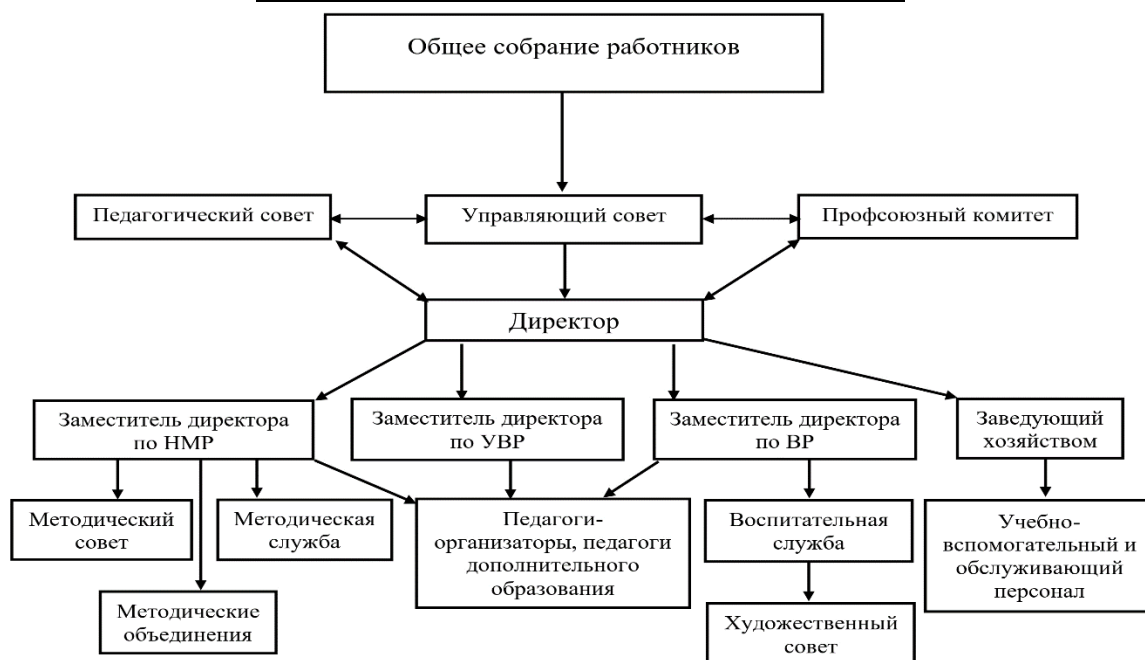 Общее собрание работников
Педагогический совет
Управляющий совет
Профсоюзный комитет
Директор
Заместитель директора
по НМР
Заместитель директора
по УВР
Заместитель директора
по ВР
Заведующий
хозяйством
Методический
совет
Методическая
служба
Педагоги-
организаторы, педагоги
дополнительного
образования
Воспитательная
служба
Учебно-
вспомогательный и
обслуживающий
персонал
Методические
объединения
Художественный
совет